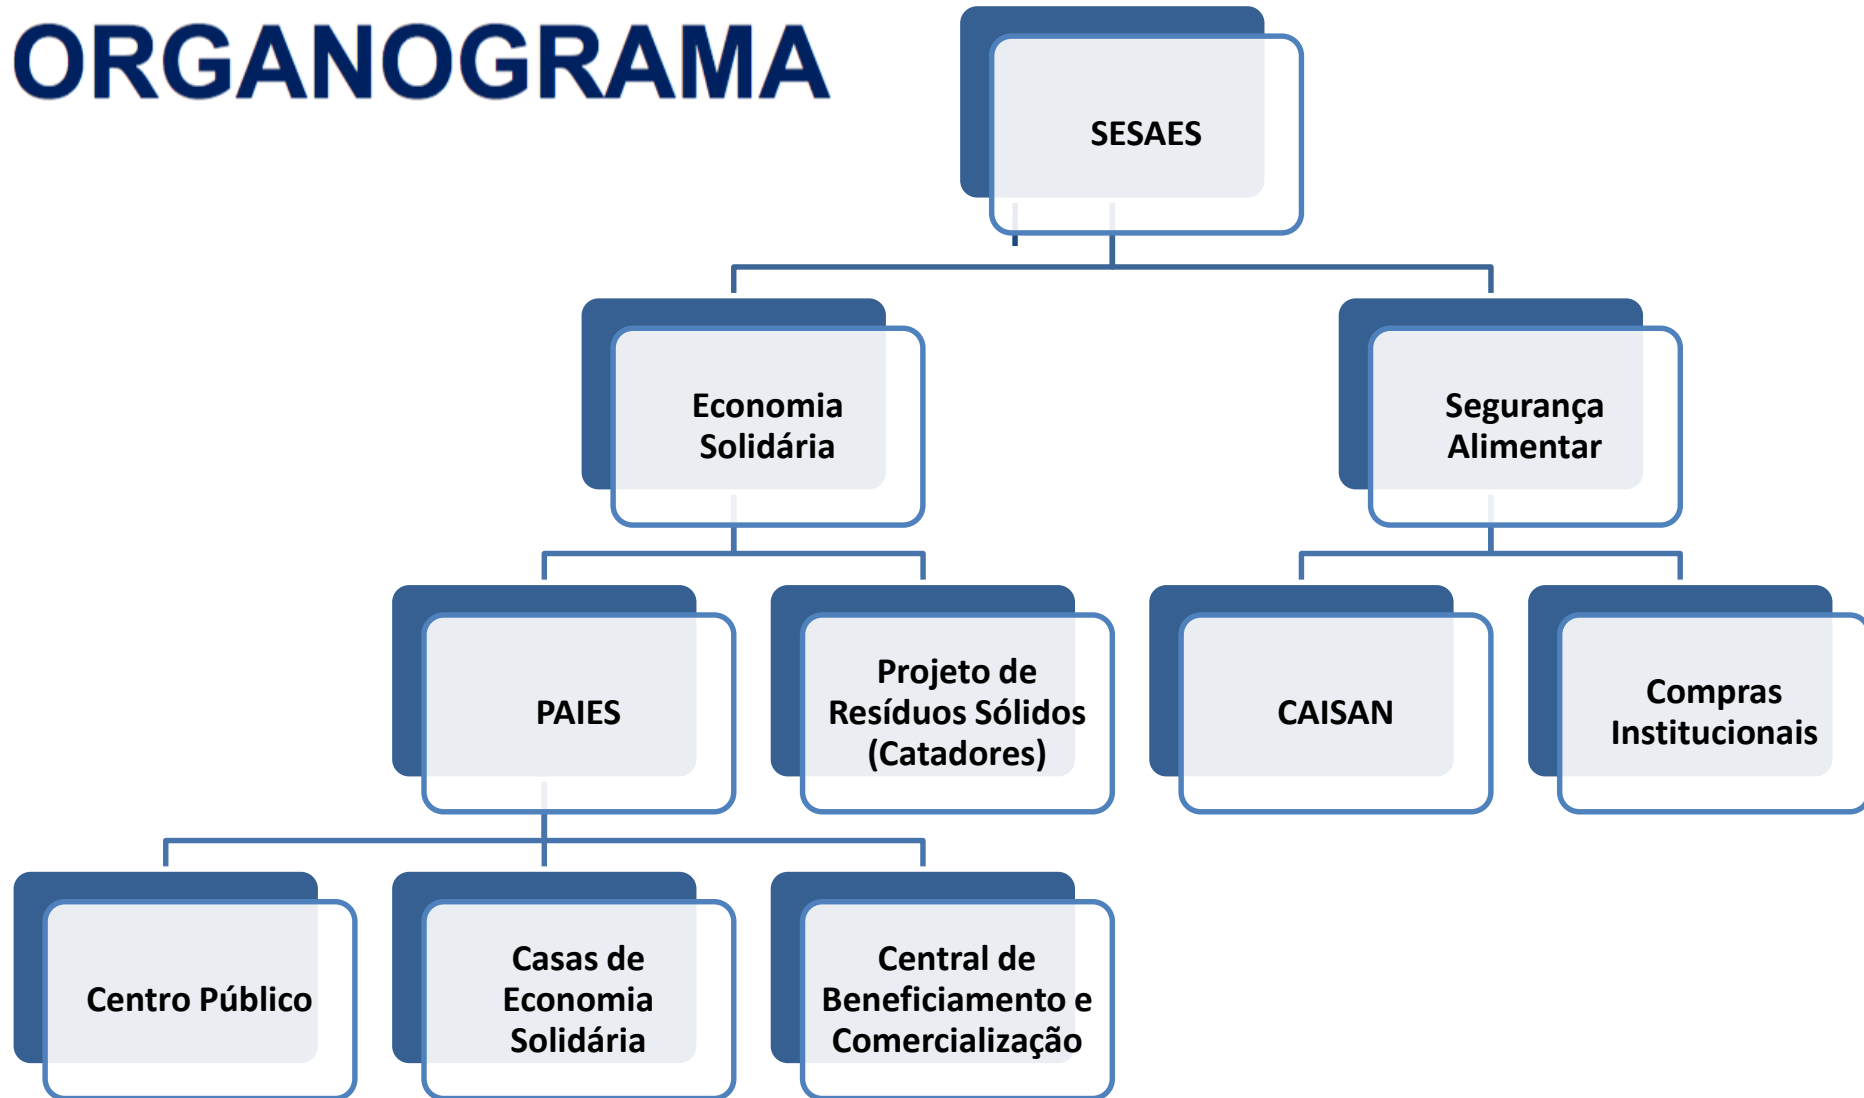 ORGANOGRAMA
SESAES
Economia
Solidária
Segurança
Alimentar
PAIES
Projeto de
Resíduos Sólidos
(Catadores)
CAISAN
Compras
Institucionais
Centro Público
Casas de
Economia
Solidária
Central de
Beneficiamento e
Comercialização